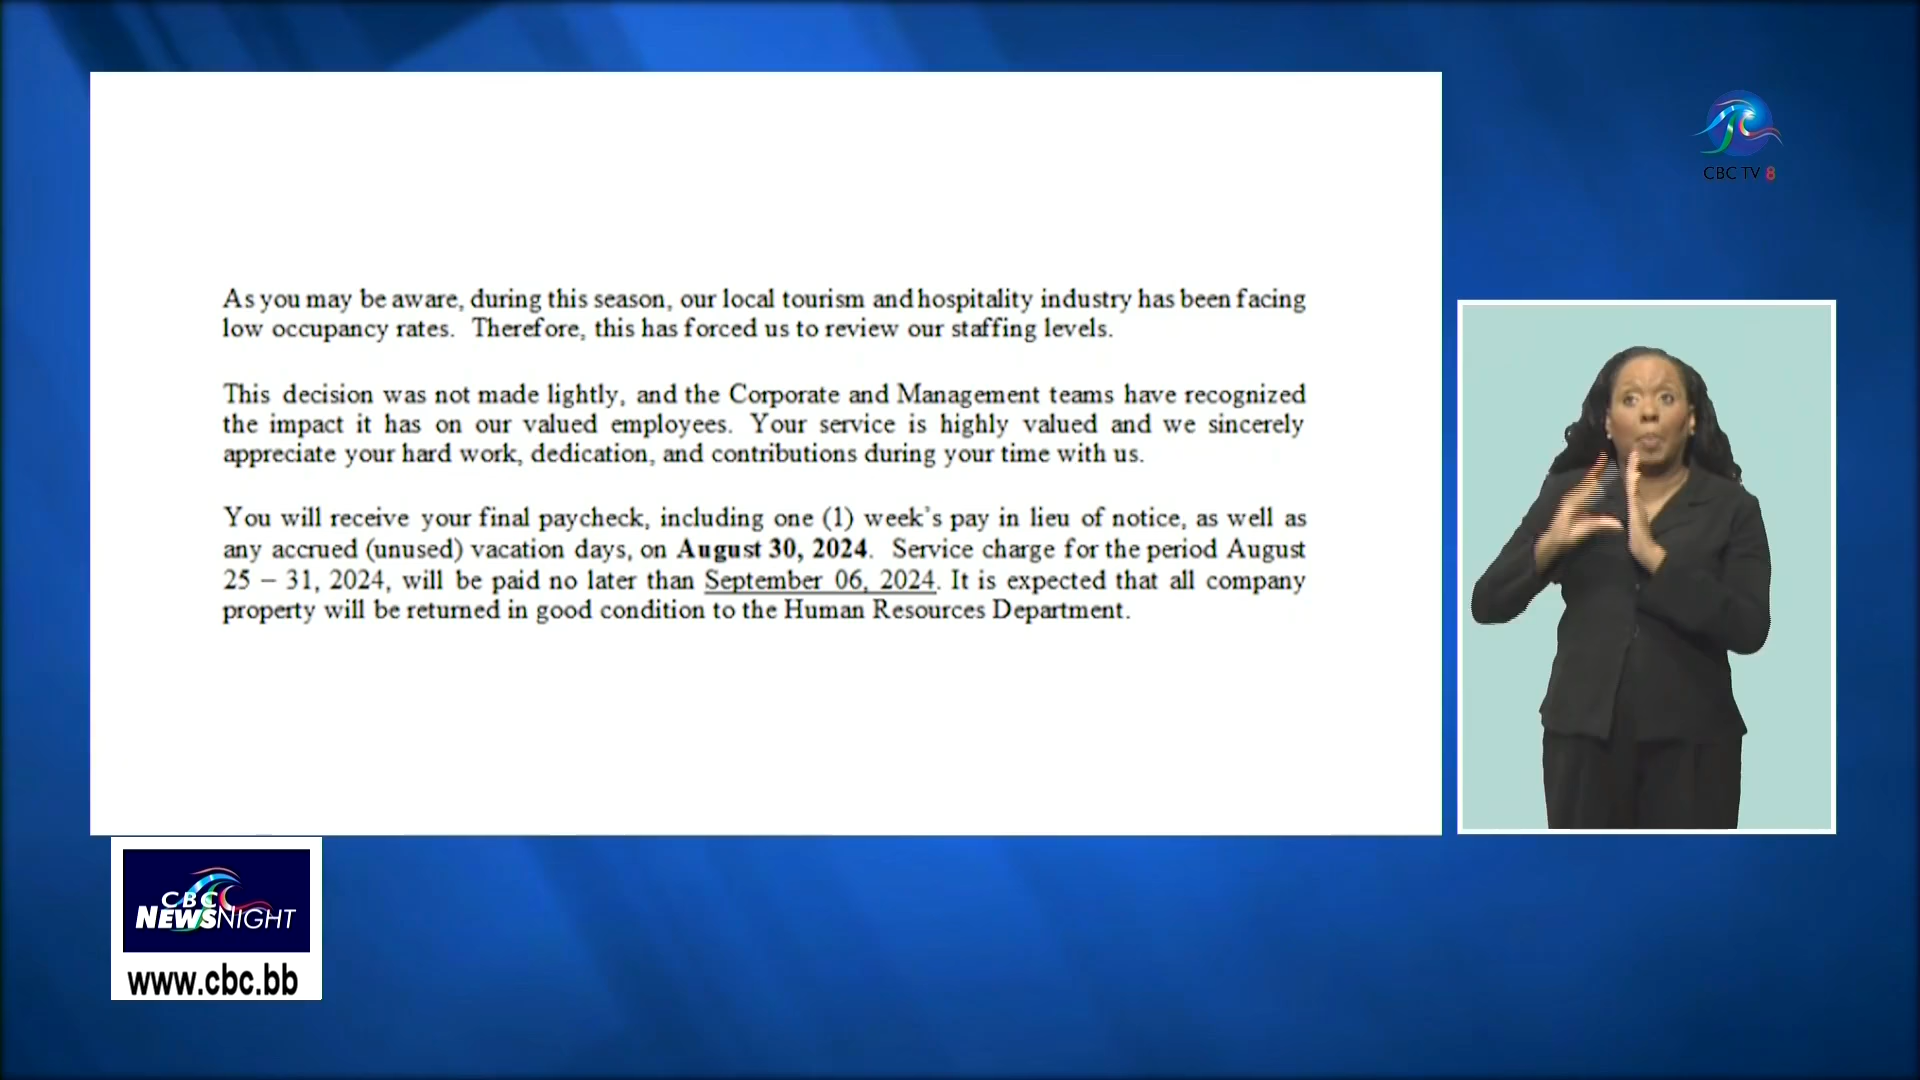 CBC TV 8
As you may be aware, during this season, our local tourism and hospitality industry has been facing
low occupancy rates. Therefore, this has forced us to review our staffing levels.
This decision was not made lightly, and the Corporate and Management teams have recognized
the impact it has on our valued employees. Your service is highly valued and we sincerely
appreciate your hard work, dedication, and contributions during your time with us.
You will receive your final paycheck, including one (1) week's pay in lieu of notice, as well as
any accrued (unused) vacation days, on August 30, 2024. Service charge for the period August
25 – 31, 2024, will be paid no later than September 06, 2024. It is expected that all company
property will be returned in good condition to the Human Resources Department.
CBC
NEWSNIGHT
www.cbc.bb